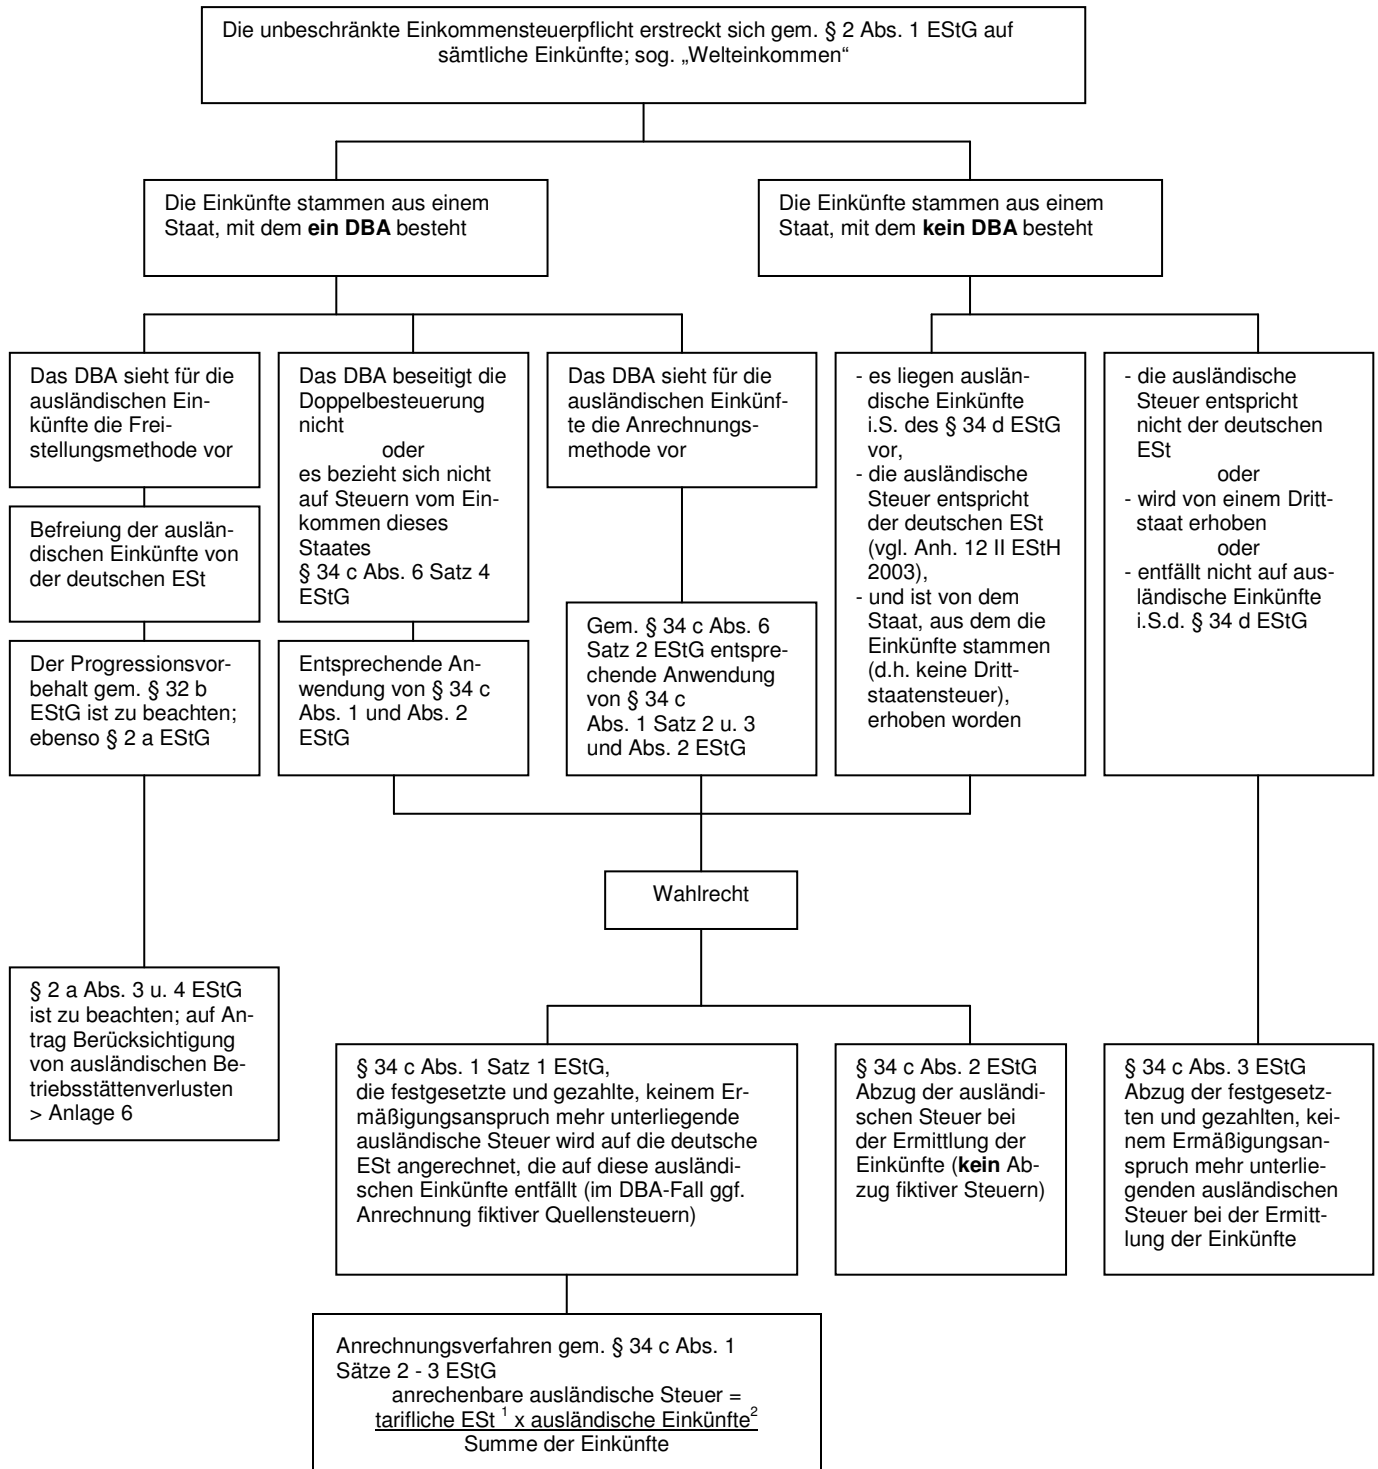 Die unbeschränkte Einkommensteuerpflicht erstreckt sich gem. § 2 Abs. 1 EStG auf
sämtliche Einkünfte; sog. „Welteinkommen“
Die Einkünfte stammen aus einem
Staat, mit dem ein DBA besteht
Die Einkünfte stammen aus einem
Staat, mit dem kein DBA besteht
Das DBA sieht für die
ausländischen Ein-
künfte die Frei-
stellungsmethode vor
Befreiung der auslän-
dischen Einkünfte von
der deutschen ESt
Der Progressionsvor-
behalt gem. § 32 b
EStG ist zu beachten;
ebenso § 2 a EStG
§ 2 a Abs. 3 u. 4 EStG
ist zu beachten; auf An-
trag Berücksichtigung
von ausländischen Be-
triebsstättenverlusten
> Anlage 6
Das DBA beseitigt die
Doppelbesteuerung
nicht
oder
es bezieht sich nicht
auf Steuern vom Ein-
kommen dieses
Staates
§ 34 c Abs. 6 Satz 4
EStG
Entsprechende An-
wendung von § 34 c
Abs. 1 und Abs. 2
EStG
Das DBA sieht für die
ausländischen Einkünf-
te die Anrechnungs-
methode vor
Gem. § 34 c Abs. 6
Satz 2 EStG entspre-
chende Anwendung
von § 34 c
Abs. 1 Satz 2 u. 3
und Abs. 2 EStG
- es liegen auslän-
dische Einkünfte
i.S. des § 34 d EStG
vor,
- die ausländische
Steuer entspricht
der deutschen ESt
(vgl. Anh. 12 II EStH
2003),
- und ist von dem
Staat, aus dem die
Einkünfte stammen
(d.h. keine Dritt-
staatensteuer),
erhoben worden
- die ausländische
Steuer entspricht
nicht der deutschen
ESt
oder
- wird von einem Dritt-
staat erhoben
oder
- entfällt nicht auf aus-
ländische Einkünfte
i.S.d. § 34 d EStG
Wahlrecht
§ 34 c Abs. 1 Satz 1 EStG,
die festgesetzte und gezahlte, keinem Er-
mäßigungsanspruch mehr unterliegende
ausländische Steuer wird auf die deutsche
ESt angerechnet, die auf diese ausländi-
schen Einkünfte entfällt (im DBA-Fall ggf.
Anrechnung fiktiver Quellensteuern)
§ 34 c Abs. 2 EStG
Abzug der ausländi-
schen Steuer bei
der Ermittlung der
Einkünfte (kein Ab-
zug fiktiver Steuern)
§ 34 c Abs. 3 EStG
Abzug der festgesetz-
ten und gezahlten, kei-
nem Ermäßigungsan-
spruch mehr unterlie-
genden ausländischen
Steuer bei der Ermitt-
lung der Einkünfte
Anrechnungsverfahren gem. § 34 c Abs. 1
Sätze 2 - 3 EStG
anrechenbare ausländische Steuer =
tarifliche ESt ¹ x ausländische Einkünfte²
Summe der Einkünfte